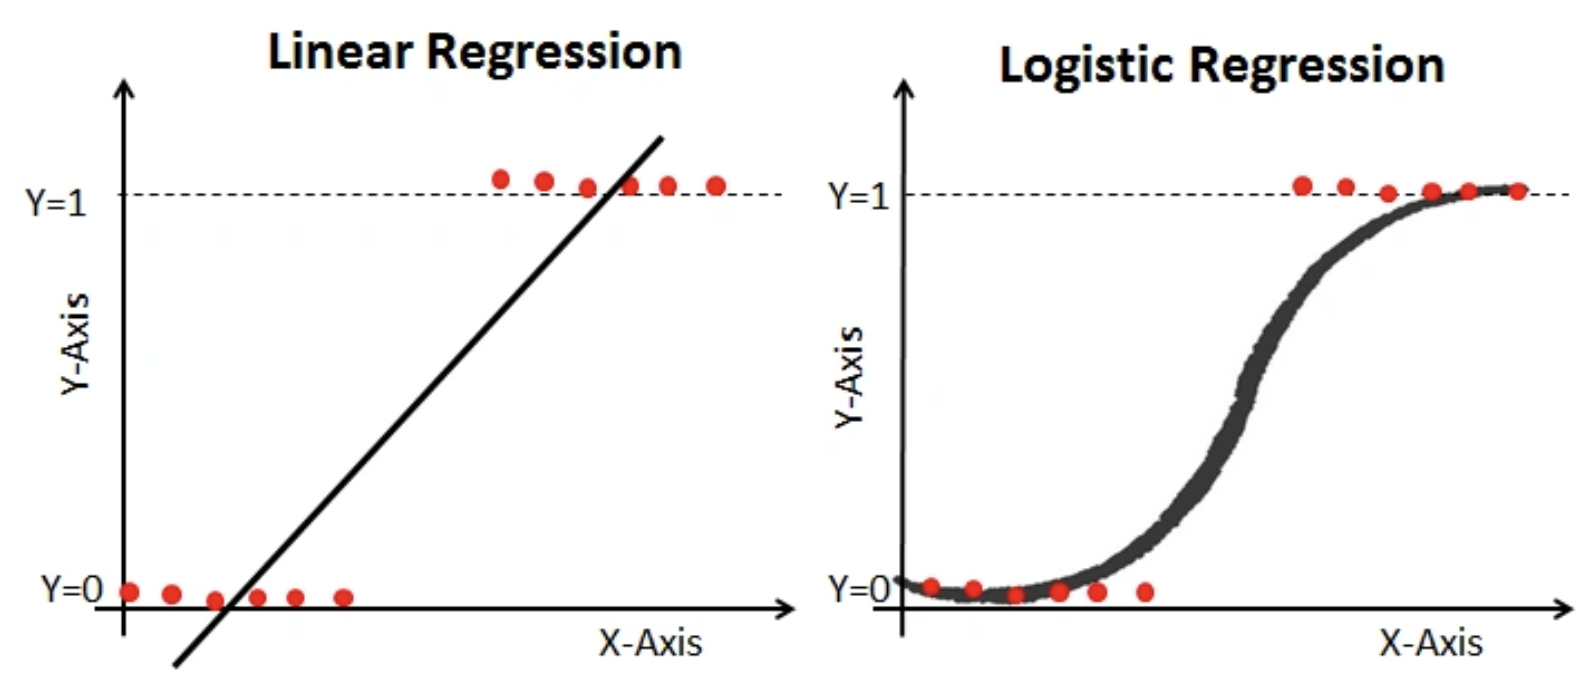 Linear Regression
Y=1
Y-Axis
Y=0
X-Axis
Logistic Regression
Y=1
Y-Axis
Y=0
X-Axis